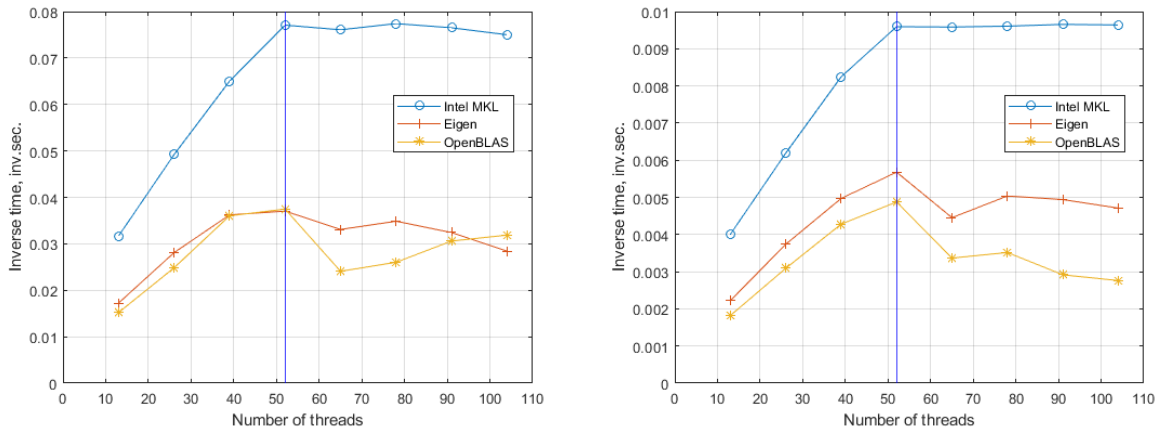 0.08
0.07
0.06
0.05
0.04
0.03
0.02
0.01
0
Inverse time, inv.sec.
Intel MKL
Eigen
OpenBLAS
0 10 20 30 40 50 60 70 80 90 100 110
Number of threads
0.01
0.009
0.008
0.007
0.006
0.005
0.004
0.003
0.002
0.001
0
Inverse time, inv.sec.
Intel MKL
Eigen
OpenBLAS
0 10 20 30 40 50 60 70 80 90 100 110
Number of threads